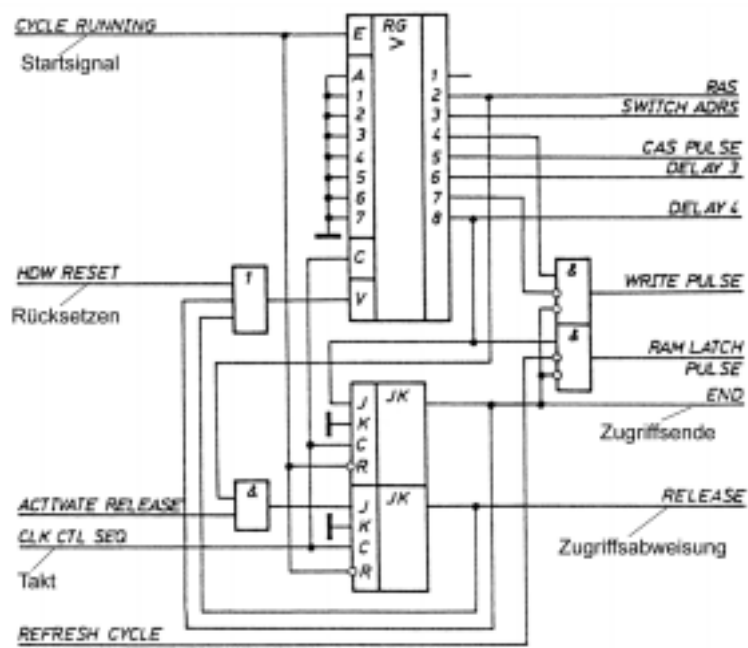 CYCLE RUNNING
Startsignal
E
RG
>
A
1
2
3
4
5
6
7
C
V
1
2
3
4
5
6
7
8
RAS
SWITCH ADRS
CAS PULSE
DELAY 3
DELAY 4
HDW RESET
Rücksetzen
1
&
WRITE PULSE
&
RAM LATCH
PULSE
END
Zugriffsende
J
JK
K
C
R
&
J
JK
K
C
R
ACTIVATE RELEASE
CLK CTL SEQ
Takt
RELEASE
Zugriffsabweisung
REFRESH CYCLE